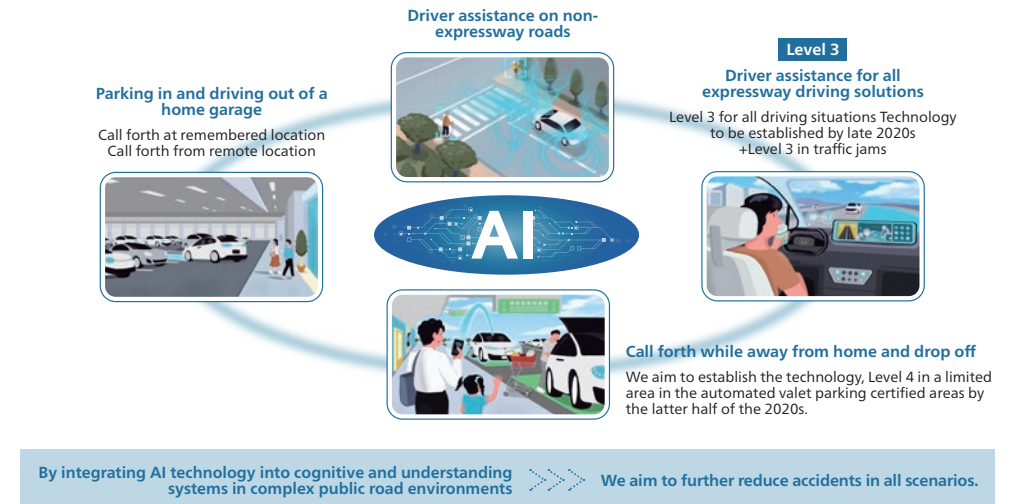 Driver assistance on non-
expressway roads
Level 3
Driver assistance for all
expressway driving solutions
Level 3 for all driving situations Technology
to be established by late 2020s
+Level 3 in traffic jams
Parking in and driving out of a
home garage
Call forth at remembered location
Call forth from remote location
AI
Call forth while away from home and drop off
We aim to establish the technology, Level 4 in a limited
area in the automated valet parking certified areas by
the latter half of the 2020s.
By integrating AI technology into cognitive and understanding
systems in complex public road environments
We aim to further reduce accidents in all scenarios.